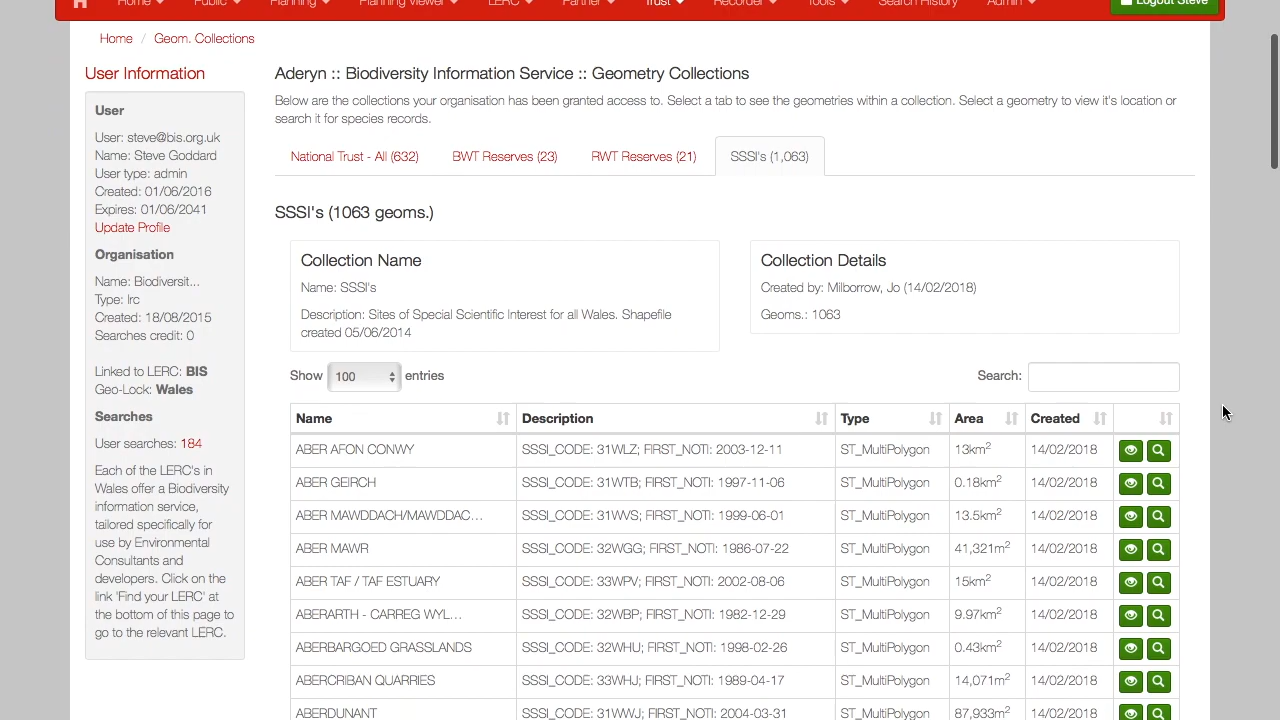 Home Public Planning Planning Viewer LERC Partner Trust Recorder Tools Search History Admin Logout Steve
Home / Geom. Collections
User Information
User
User: steve@bis.org.uk
Name: Steve Goddard
User type: admin
Created: 01/06/2016
Expires: 01/06/2041
Update Profile
Organisation
Name: Biodiversit...
Type: lrc
Created: 18/08/2015
Searches credit: 0
Linked to LERC: BIS
Geo-Lock: Wales
Searches
User searches: 184
Each of the LERC's in
Wales offer a Biodiversity
information service,
tailored specifically for
use by Environmental
Consultants and
developers. Click on the
link 'Find your LERC' at
the bottom of this page to
go to the relevant LERC.
Aderyn :: Biodiversity Information Service :: Geometry Collections
Below are the collections your organisation has been granted access to. Select a tab to see the geometries within a collection. Select a geometry to view it's location or
search it for species records.
National Trust - All (632) BWT Reserves (23) RWT Reserves (21) SSSI's (1,063)
SSSI's (1063 geoms.)
Collection Name
Name: SSSI's
Description: Sites of Special Scientific Interest for all Wales. Shapefile
created 05/06/2014
Collection Details
Created by: Milborrow, Jo (14/02/2018)
Geoms.: 1063
Show 100 entries Search:
Name Description Type Area Created
ABER AFON CONWY SSSI_CODE: 31WLZ; FIRST_NOTI: 2003-12-11 ST_MultiPolygon 13km² 14/02/2018
ABER GEIRCH SSSI_CODE: 31WTB; FIRST_NOTI: 1997-11-06 ST_MultiPolygon 0.18km² 14/02/2018
ABER MAWDDACH/MAWDDAC... SSSI_CODE: 31WVS; FIRST_NOTI: 1999-06-01 ST_MultiPolygon 13.5km² 14/02/2018
ABER MAWR SSSI_CODE: 32WGG; FIRST_NOTI: 1986-07-22 ST_MultiPolygon 41,321m² 14/02/2018
ABER TAF / TAF ESTUARY SSSI_CODE: 33WPV; FIRST_NOTI: 2002-08-06 ST_MultiPolygon 15km² 14/02/2018
ABERARTH - CARREG WYL... SSSI_CODE: 32WBP; FIRST_NOTI: 1982-12-29 ST_MultiPolygon 9.97km² 14/02/2018
ABERBARGOED SSSI_CODE: 32WHU; FIRST_NOTI: 1998-02-26 ST_MultiPolygon 0.43km² 14/02/2018
ABERCRIBAN QUARRIES SSSI_CODE: 33WHJ; FIRST_NOTI: 1989-04-17 ST_MultiPolygon 14,071m² 14/02/2018
ABERDUNANT SSSI_CODE: 31WWJ; FIRST_NOTI: 2004-03-31 ST_MultiPolygon 87,933m² 14/02/2018